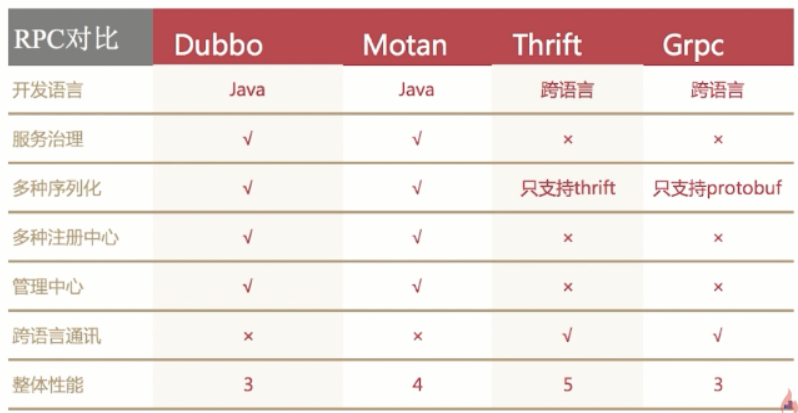 RPC对比 Dubbo Motan Thrift Grpc
开发语言 Java Java 跨语言 跨语言
服务治理 √ √ × ×
多种序列化 √ √ 只支持thrift 只支持protobuf
多种注册中心 √ √ × ×
管理中心 √ √ × ×
跨语言通讯 × × √ √
整体性能 3 4 5 3